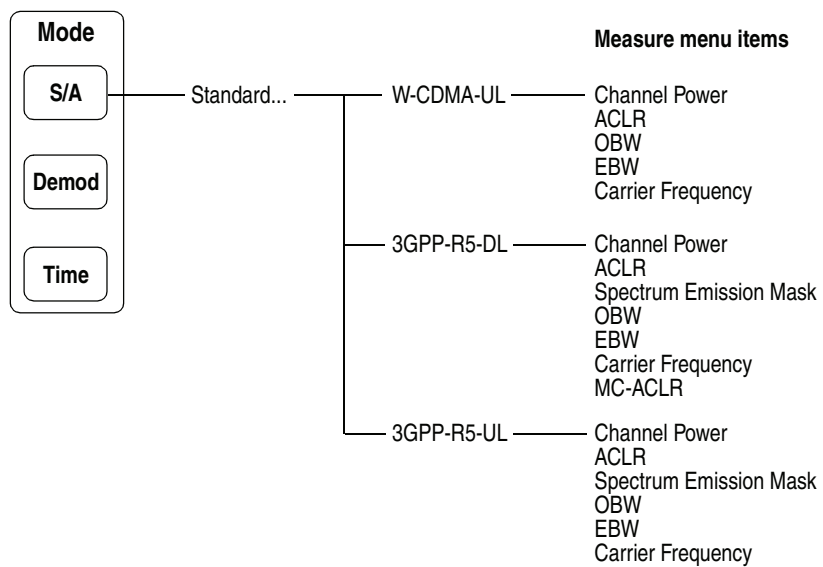 Mode
Measure menu items
S/A
Standard...
W-CDMA-UL
Channel Power
ACLR
OBW
EBW
Carrier Frequency
Demod
Time
3GPP-R5-DL
Channel Power
ACLR
Spectrum Emission Mask
OBW
EBW
Carrier Frequency
MC-ACLR
3GPP-R5-UL
Channel Power
ACLR
Spectrum Emission Mask
OBW
EBW
Carrier Frequency